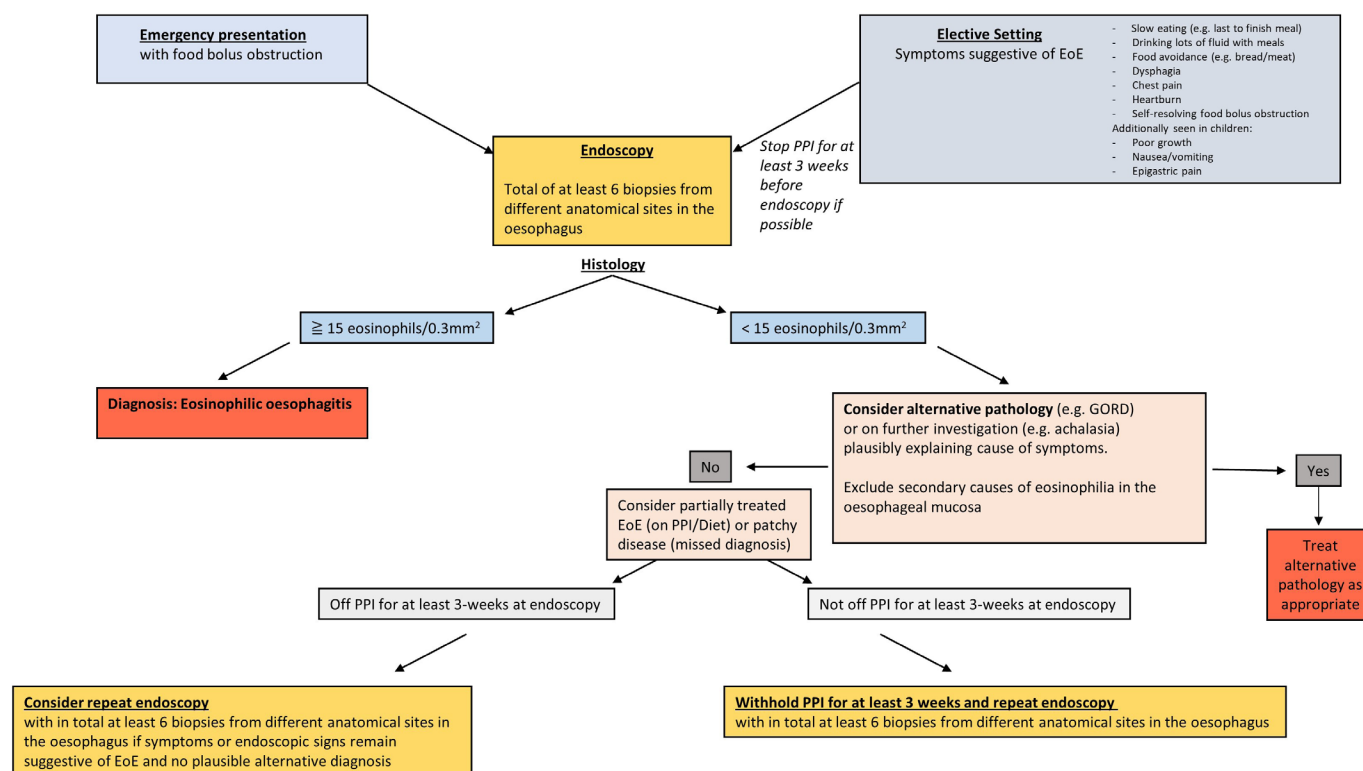 Emergency presentation
with food bolus obstruction
Elective Setting
Symptoms suggestive of EoE
- Slow eating (e.g. last to finish meal)
- Drinking lots of fluid with meals
- Food avoidance (e.g. bread/meat)
- Dysphagia
- Chest pain
- Heartburn
- Self-resolving food bolus obstruction
Additionally seen in children:
- Poor growth
- Nausea/vomiting
- Epigastric pain
Endoscopy
Total of at least 6 biopsies from
different anatomical sites in the
oesophagus
Stop PPI for at
least 3 weeks
before
endoscopy if
possible
Histology
≧ 15 eosinophils/0.3mm²
< 15 eosinophils/0.3mm²
Diagnosis: Eosinophilic oesophagitis
Consider alternative pathology (e.g. GORD)
or on further investigation (e.g. achalasia)
plausibly explaining cause of symptoms.
Exclude secondary causes of eosinophilia in the
oesophageal mucosa
No
Yes
Consider partially treated
EoE (on PPI/Diet) or patchy
disease (missed diagnosis)
Treat
alternative
pathology as
appropriate
Off PPI for at least 3-weeks at endoscopy
Not off PPI for at least 3-weeks at endoscopy
Consider repeat endoscopy
with in total at least 6 biopsies from different anatomical sites in
the oesophagus if symptoms or endoscopic signs remain
suggestive of EoE and no plausible alternative diagnosis
Withhold PPI for at least 3 weeks and repeat endoscopy
with in total at least 6 biopsies from different anatomical sites in the oesophagus